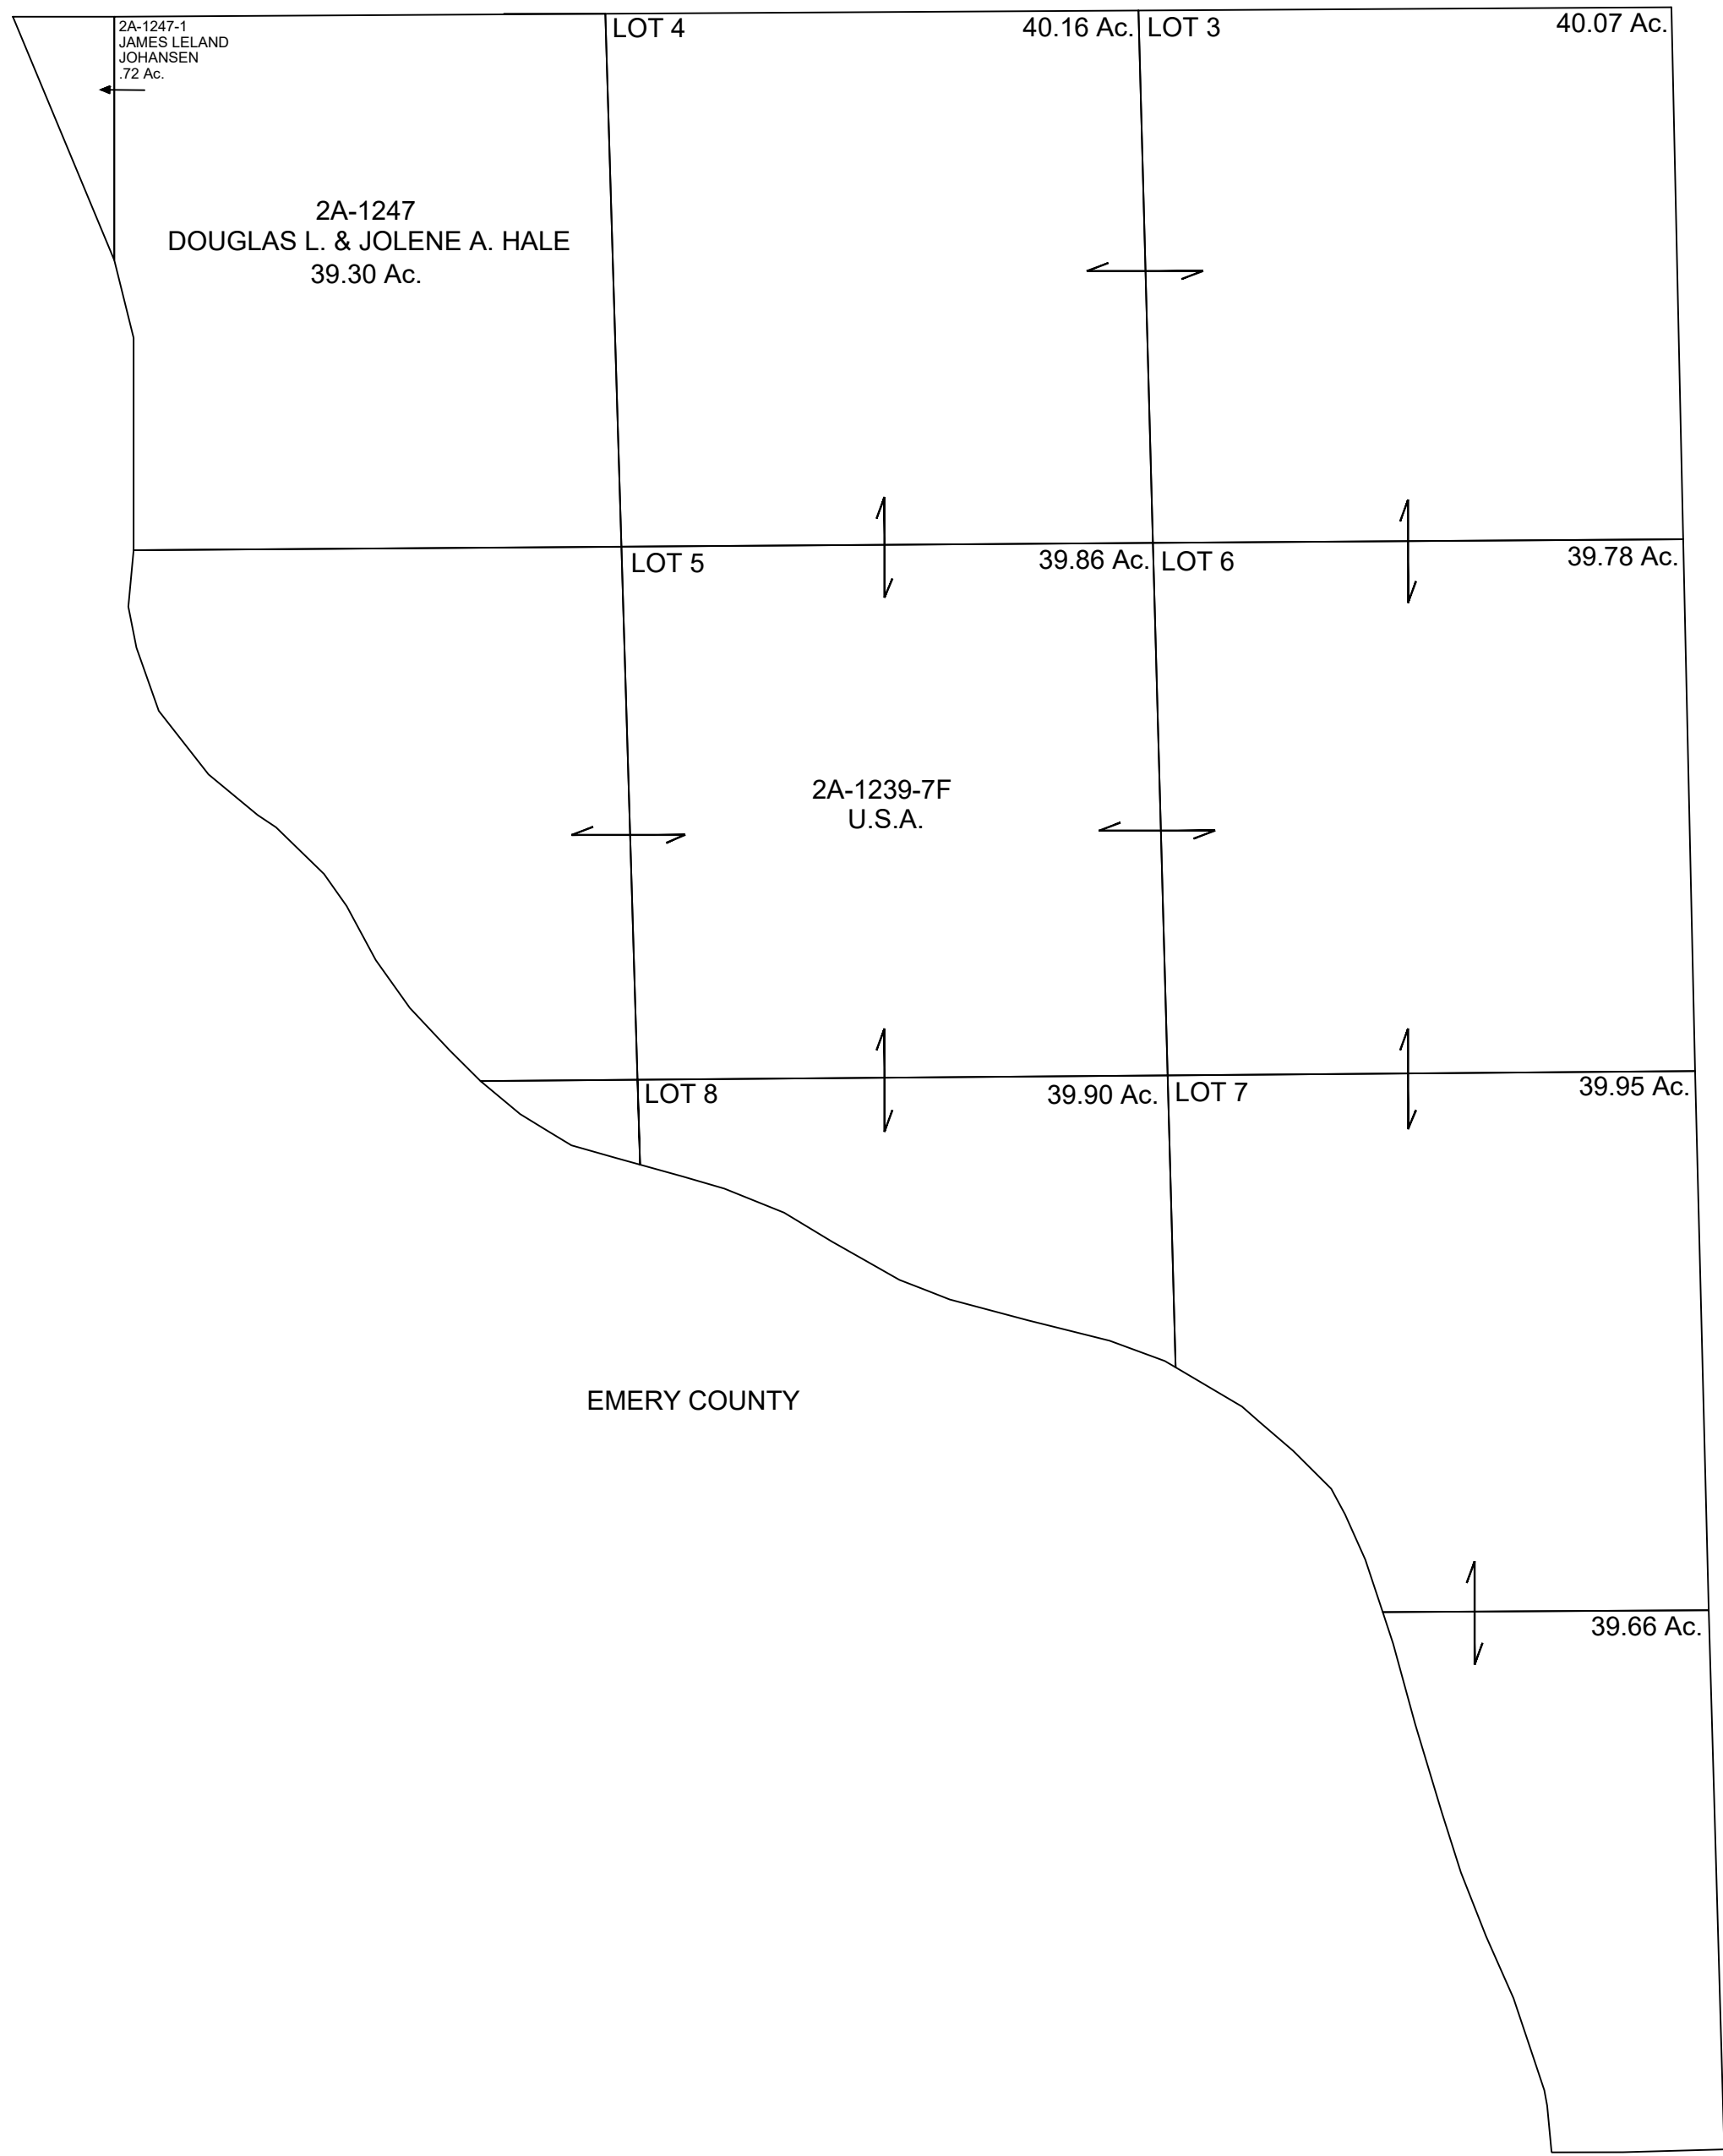 2A-1247-1
JAMES LELAND
JOHANSEN
.72 Ac.
LOT 4
40.16 Ac.
LOT 3
40.07 Ac.
2A-1247
DOUGLAS L. & JOLENE A. HALE
39.30 Ac.
LOT 5
39.86 Ac.
LOT 6
39.78 Ac.
2A-1239-7F
U.S.A.
LOT 8
39.90 Ac.
LOT 7
39.95 Ac.
EMERY COUNTY
39.66 Ac.